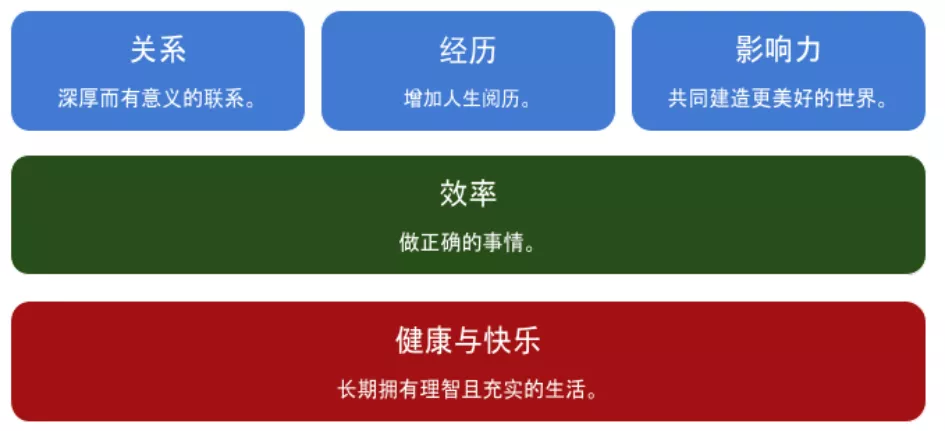 关系
深厚而有意义的联系。
经历
增加人生阅历。
影响力
共同建造更美好的世界。
效率
做正确的事情。
健康与快乐
长期拥有理智且充实的生活。